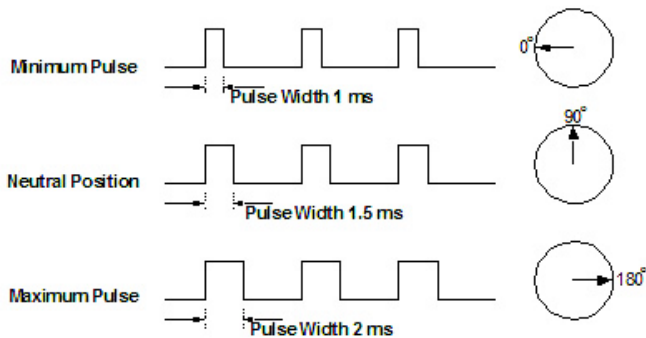 Minimum Pulse
0°
Pulse Width 1 ms
90°
Neutral Position
Pulse Width 1.5 ms
Maximum Pulse
180°
Pulse Width 2 ms